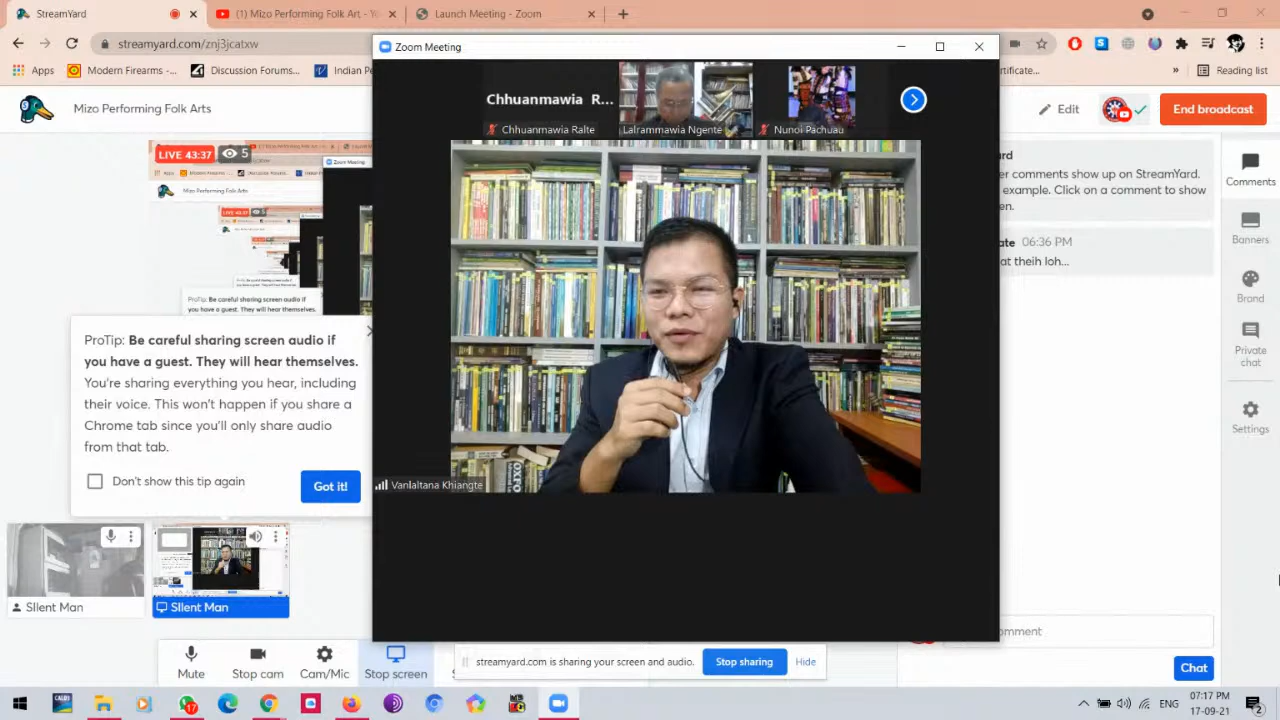 StreamYard
Mizo Performing Folk Art - Y
Launch Meeting - Zoom
streamyard.com/znj3jcatxw
Apps
Modern Firearms -...
Discussion Forums...
Indian Pe
ertificate...
Reading list
Zoom Meeting
Mizo Performing Folk Arts
Edit
End broadcast
Chhuanmawia R...
Chhuanmawia Ralte
Lalrammawia Ngente
Nunoi Pachuau
LIVE 43:37
5
er comments show up on StreamYard.
example. Click on a comment to show
06:36 PM
at theih loh...
Comments
Banners
Brand
Private
chat
Settings
ProTip: Be careful sharing screen audio if
you have a guest. They will hear themselves.
You're sharing everything you hear, including
their voice. This won't happen if you share a
Chrome tab since you'll only share audio
from that tab.
Don't show this tip again
Got it!
Vanlaltana Khiangte
SIlent Man
SIlent Man
Mute
Stop cam
Cam/Mic
Stop screen
streamyard.com is sharing your screen and audio.
Stop sharing
Hide
omment
Chat
17
ENG
07:17 PM
17-09-21
2